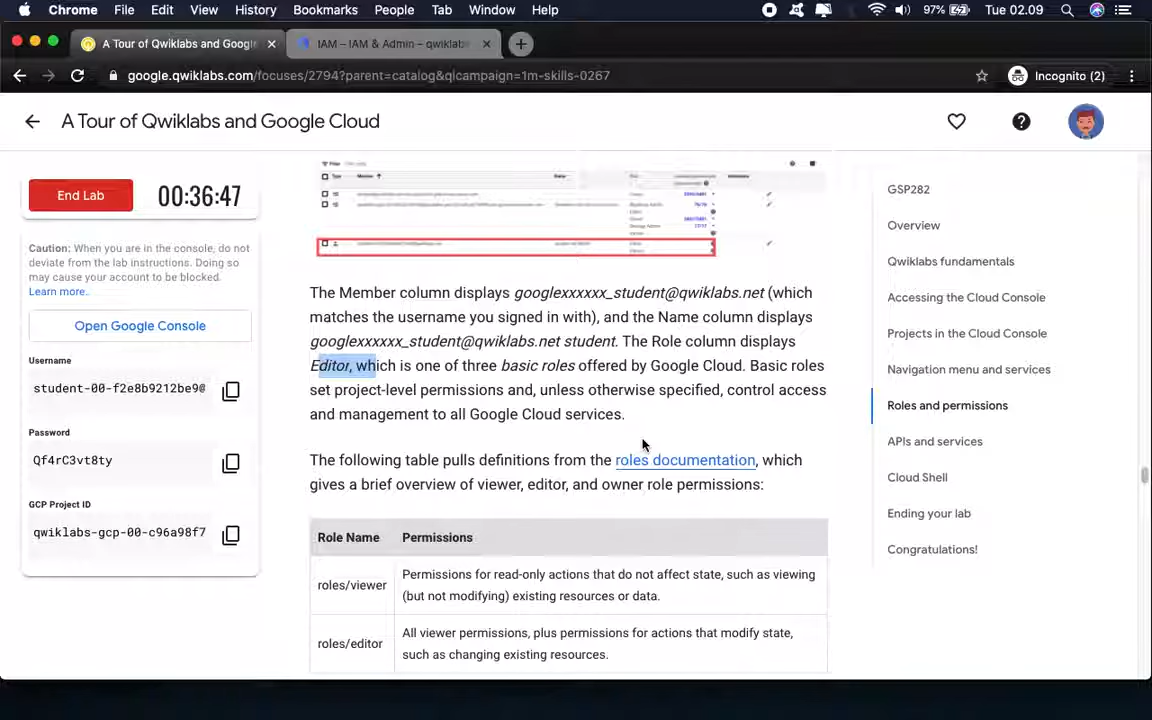 Chrome File Edit View History Bookmarks People Tab Window Help 97% Tue 02.09
A Tour of Qwiklabs and Googl
IAM – IAM & Admin – qwiklab
google.qwiklabs.com/focuses/2794?parent=catalog&qlcampaign=1m-skills-0267
Incognito (2)
A Tour of Qwiklabs and Google Cloud
End Lab
00:36:47
Caution: When you are in the console, do not
deviate from the lab instructions. Doing so
may cause your account to be blocked.
Learn more.
Open Google Console
Username
student-00-f2e8b9212be9@
Password
Qf4rC3vt8ty
GCP Project ID
qwiklabs-gcp-00-c96a98f7
The Member column displays googlexxxxxx_student@qwiklabs.net (which
matches the username you signed in with), and the Name column displays
googlexxxxxx_student@qwiklabs.net student. The Role column displays
Editor, which is one of three basic roles offered by Google Cloud. Basic roles
set project-level permissions and, unless otherwise specified, control access
and management to all Google Cloud services.
The following table pulls definitions from the roles documentation, which
gives a brief overview of viewer, editor, and owner role permissions:
Role Name Permissions
roles/viewer
Permissions for read-only actions that do not affect state, such as viewing
(but not modifying) existing resources or data.
roles/editor
All viewer permissions, plus permissions for actions that modify state,
such as changing existing resources.
GSP282
Overview
Qwiklabs fundamentals
Accessing the Cloud Console
Projects in the Cloud Console
Navigation menu and services
Roles and permissions
APIs and services
Cloud Shell
Ending your lab
Congratulations!